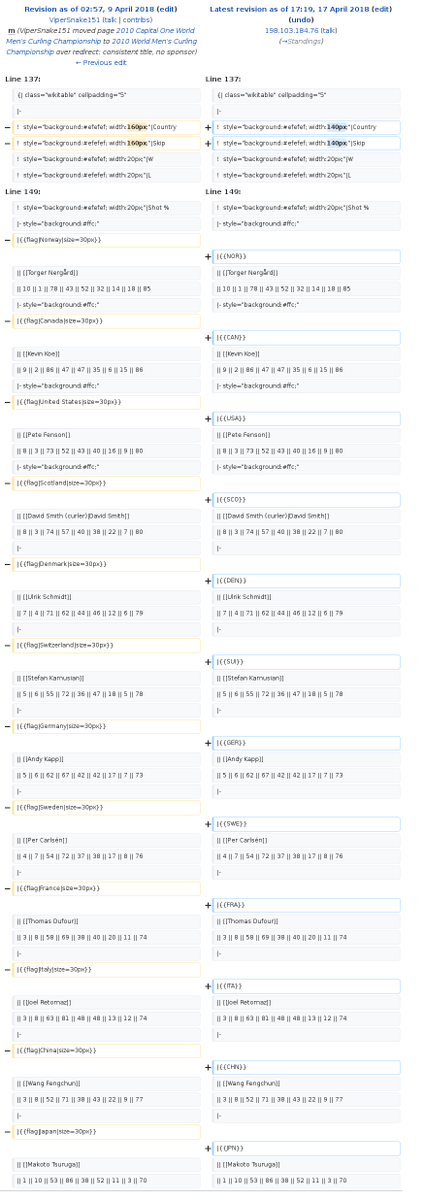 Revision as of 02:57, 9 April 2018 (edit)
ViperSnake151 (talk | contribs)
m (ViperSnake151 moved page 2010 Capital One World
Men's Curling Championship to 2010 World Men's Curling
Championship over redirect: consistent title, no sponsor)
← Previous edit
Latest revision as of 17:19, 17 April 2018 (edit)
(undo)
198.103.184.76 (talk)
(→Standings)
Line 137:
Line 137:
{| class="wikitable" cellpadding="5"
{| class="wikitable" cellpadding="5"
|-
|-
− ! style="background:#efefef; width:160px;"|Country
+ ! style="background:#efefef; width:140px;"|Country
− ! style="background:#efefef; width:160px;"|Skip
+ ! style="background:#efefef; width:140px;"|Skip
! style="background:#efefef; width:20px;"|W
! style="background:#efefef; width:20px;"|W
! style="background:#efefef; width:20px;"|L
! style="background:#efefef; width:20px;"|L
Line 149:
Line 149:
! style="background:#efefef; width:20px;"|Shot %
! style="background:#efefef; width:20px;"|Shot %
|- style="background:#ffc;"
|- style="background:#ffc;"
− |{{flag|Norway|size=30px}}
+ |{{NOR}}
|| [[Torger Nergård]]
|| [[Torger Nergård]]
|| 10 || 1 || 78 || 43 || 52 || 32 || 14 || 18 || 85
|| 10 || 1 || 78 || 43 || 52 || 32 || 14 || 18 || 85
|- style="background:#ffc;"
|- style="background:#ffc;"
− |{{flag|Canada|size=30px}}
+ |{{CAN}}
|| [[Kevin Koe]]
|| [[Kevin Koe]]
|| 9 || 2 || 86 || 47 || 47 || 35 || 6 || 15 || 86
|| 9 || 2 || 86 || 47 || 47 || 35 || 6 || 15 || 86
|- style="background:#ffc;"
|- style="background:#ffc;"
− |{{flag|United States|size=30px}}
+ |{{USA}}
|| [[Pete Fenson]]
|| [[Pete Fenson]]
|| 8 || 3 || 73 || 52 || 43 || 40 || 16 || 9 || 80
|| 8 || 3 || 73 || 52 || 43 || 40 || 16 || 9 || 80
|- style="background:#ffc;"
|- style="background:#ffc;"
− |{{flag|Scotland|size=30px}}
+ |{{SCO}}
|| [[David Smith (curler)|David Smith]]
|| [[David Smith (curler)|David Smith]]
|| 8 || 3 || 74 || 57 || 40 || 38 || 22 || 7 || 80
|| 8 || 3 || 74 || 57 || 40 || 38 || 22 || 7 || 80
|-
|-
− |{{flag|Denmark|size=30px}}
+ |{{DEN}}
|| [[Ulrik Schmidt]]
|| [[Ulrik Schmidt]]
|| 7 || 4 || 71 || 62 || 44 || 46 || 12 || 6 || 79
|| 7 || 4 || 71 || 62 || 44 || 46 || 12 || 6 || 79
|-
|-
− |{{flag|Switzerland|size=30px}}
+ |{{SUI}}
|| [[Stefan Karnusian]]
|| [[Stefan Karnusian]]
|| 5 || 6 || 55 || 72 || 36 || 47 || 18 || 5 || 78
|| 5 || 6 || 55 || 72 || 36 || 47 || 18 || 5 || 78
|-
|-
− |{{flag|Germany|size=30px}}
+ |{{GER}}
|| [[Andy Kapp]]
|| [[Andy Kapp]]
|| 5 || 6 || 62 || 67 || 42 || 42 || 17 || 7 || 73
|| 5 || 6 || 62 || 67 || 42 || 42 || 17 || 7 || 73
|-
|-
− |{{flag|Sweden|size=30px}}
+ |{{SWE}}
|| [[Per Carlsén]]
|| [[Per Carlsén]]
|| 4 || 7 || 54 || 72 || 37 || 38 || 17 || 8 || 76
|| 4 || 7 || 54 || 72 || 37 || 38 || 17 || 8 || 76
|-
|-
− |{{flag|France|size=30px}}
+ |{{FRA}}
|| [[Thomas Dufour]]
|| [[Thomas Dufour]]
|| 3 || 8 || 58 || 69 || 38 || 40 || 20 || 11 || 74
|| 3 || 8 || 58 || 69 || 38 || 40 || 20 || 11 || 74
|-
|-
− |{{flag|Italy|size=30px}}
+ |{{ITA}}
|| [[Joel Retornaz]]
|| [[Joel Retornaz]]
|| 3 || 8 || 63 || 81 || 48 || 48 || 13 || 12 || 74
|| 3 || 8 || 63 || 81 || 48 || 48 || 13 || 12 || 74
|-
|-
− |{{flag|China|size=30px}}
+ |{{CHN}}
|| [[Wang Fengchun]]
|| [[Wang Fengchun]]
|| 3 || 8 || 52 || 71 || 38 || 43 || 22 || 9 || 77
|| 3 || 8 || 52 || 71 || 38 || 43 || 22 || 9 || 77
|-
|-
− |{{flag|Japan|size=30px}}
+ |{{JPN}}
|| [[Makoto Tsuruga]]
|| [[Makoto Tsuruga]]
|| 1 || 10 || 53 || 86 || 38 || 52 || 11 || 3 || 70
|| 1 || 10 || 53 || 86 || 38 || 52 || 11 || 3 || 70